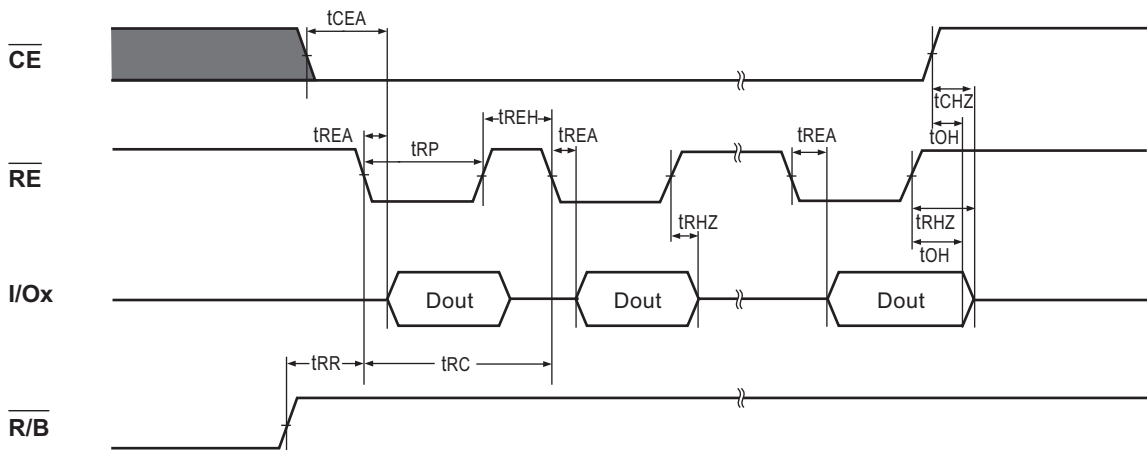 tCEA
CE
tCHZ
tREH
tREA
tREA
tREA
tOH
tRP
RE
tRHZ
tRHZ
tOH
I/Ox
Dout
Dout
Dout
tRR
tRC
R/B